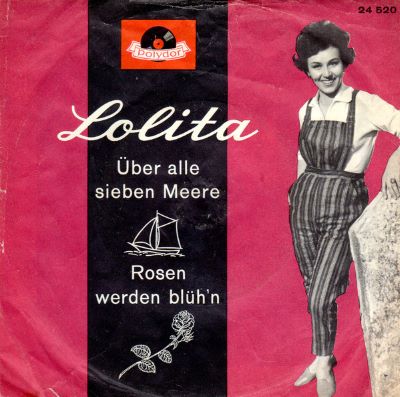 24 520
polydor
Lolita
Über alle
sieben Meere
Rosen
werden blüh'n